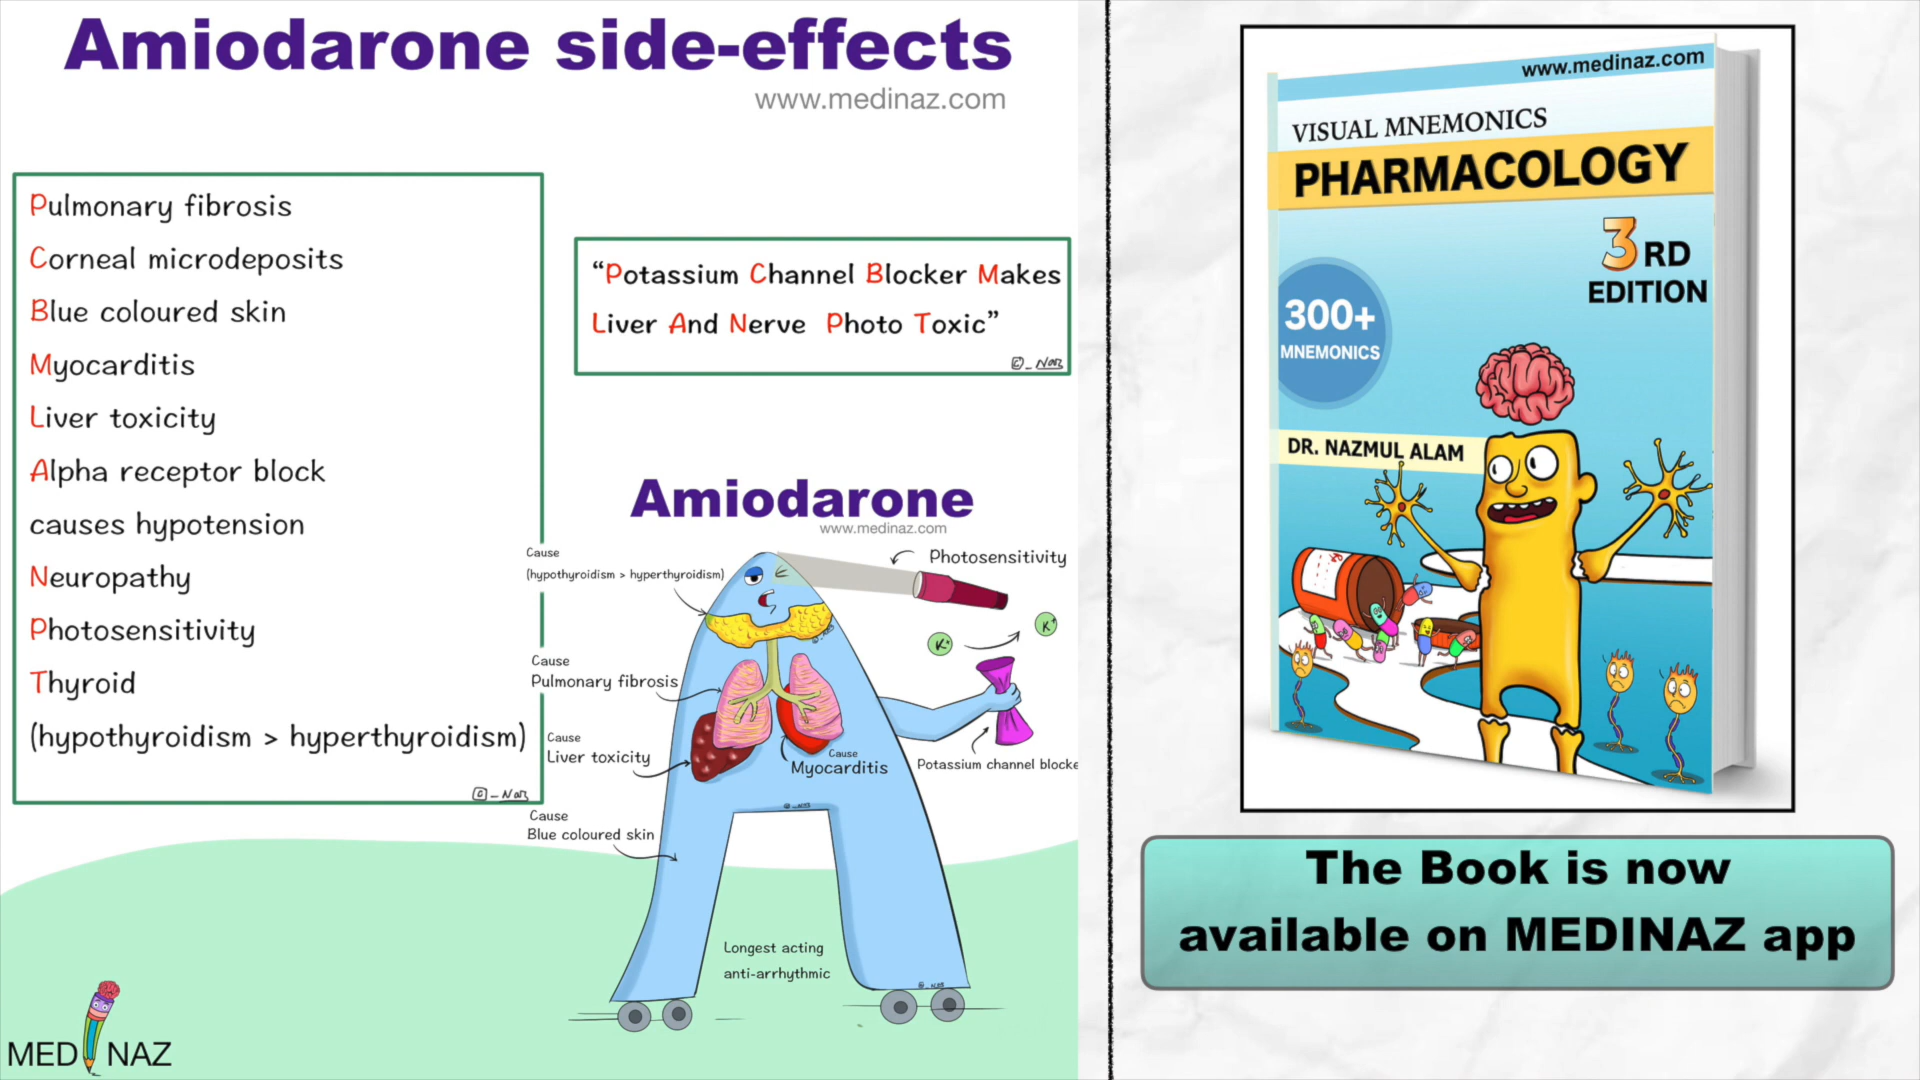 Amiodarone side-effects
www.medinaz.com
Pulmonary fibrosis
Corneal microdeposits
Blue coloured skin
Myocarditis
Liver toxicity
Alpha receptor block
causes hypotension
Neuropathy
Photosensitivity
Thyroid
(hypothyroidism > hyperthyroidism)
©_Naz
“Potassium Channel Blocker Makes
Liver And Nerve Photo Toxic”
©_Naz
Amiodarone
www.medinaz.com
Cause
(hypothyroidism > hyperthyroidism)
Photosensitivity
K+
K+
Cause
Pulmonary fibrosis
Cause
Liver toxicity
Cause
Myocarditis
Potassium channel blocke
Cause
Blue coloured skin
Longest acting
anti-arrhythmic
MED NAZ
www.medinaz.com
VISUAL MNEMONICS
PHARMACOLOGY
3RD
EDITION
300+
MNEMONICS
DR. NAZMUL ALAM
The Book is now
available on MEDINAZ app